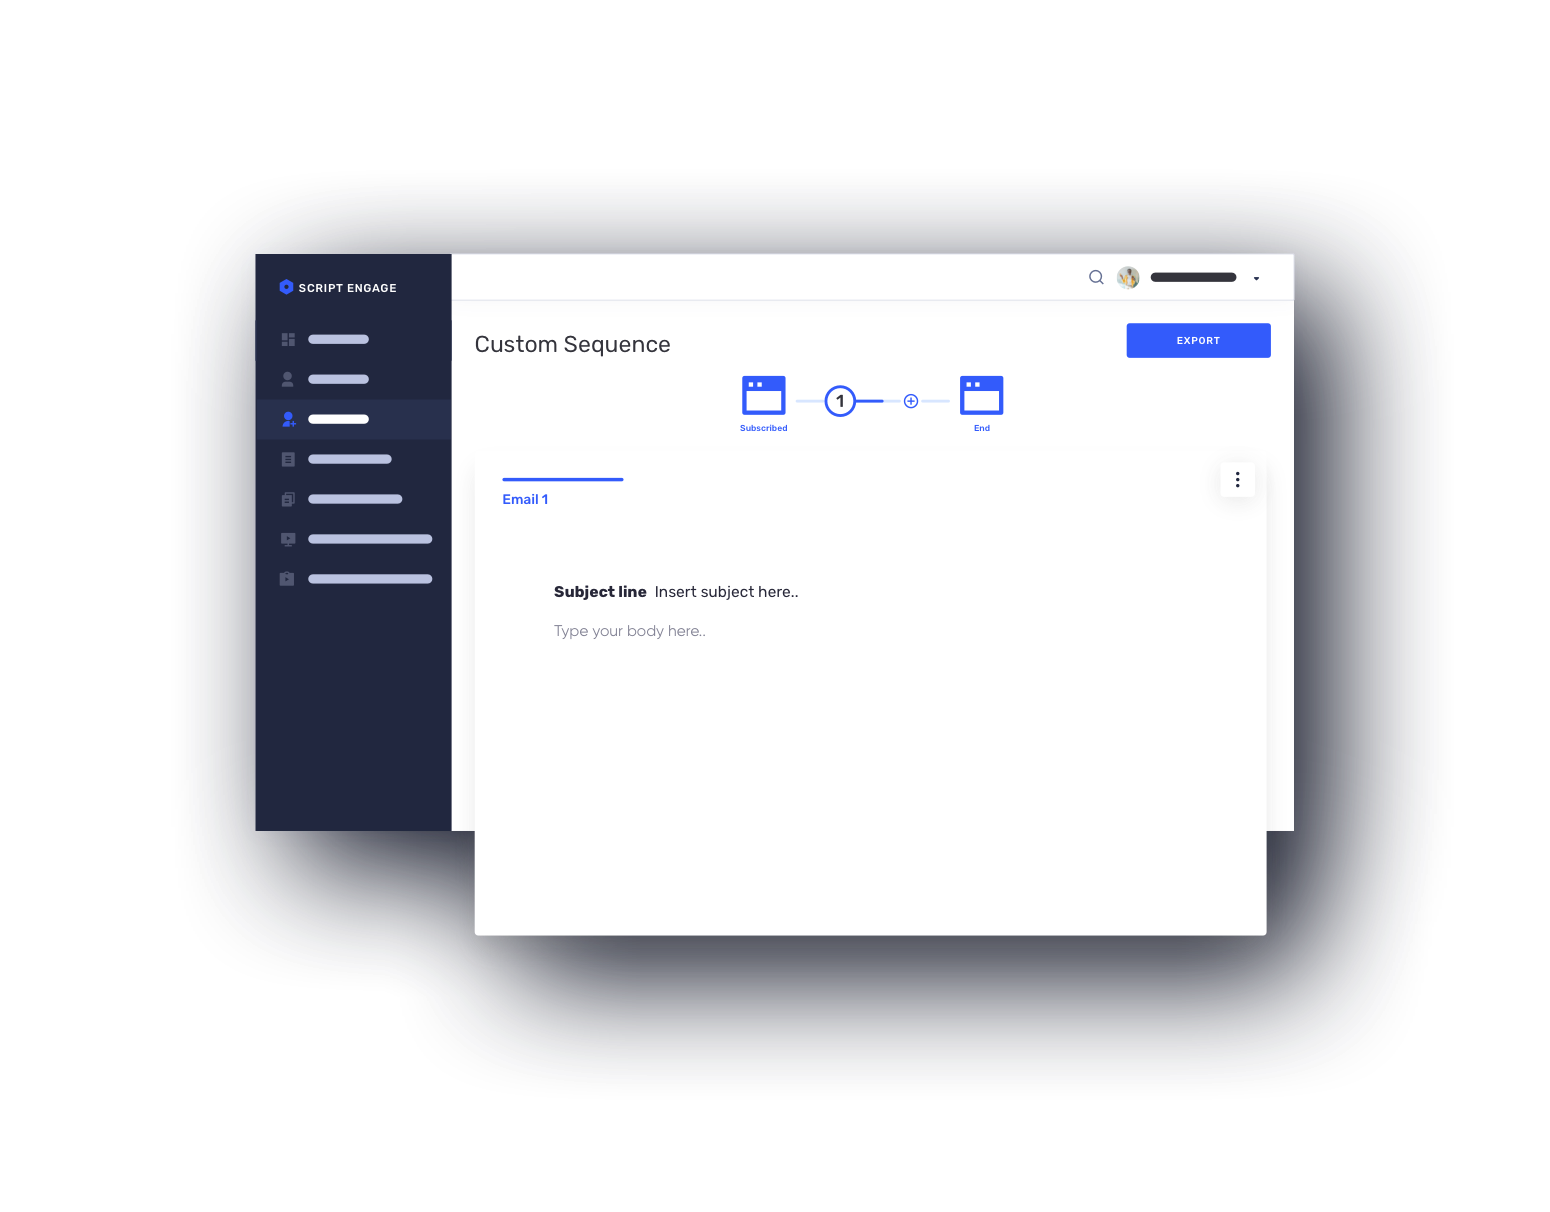 SCRIPT ENGAGE
Custom Sequence
EXPORT
1
Subscribed
End
Email 1
Subject line Insert subject here..
Type your body here..